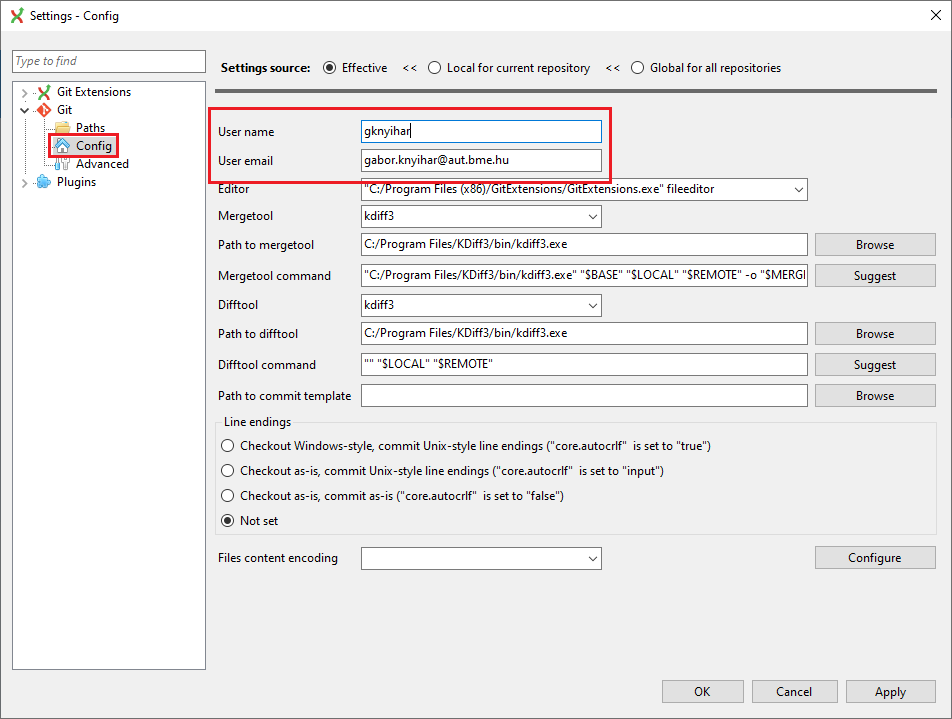 Settings - Config
Type to find
Git Extensions
Git
Paths
Config
Advanced
Plugins
Settings source: Effective << Local for current repository << Global for all repositories
User name gknyihar
User email gabor.knyihar@aut.bme.hu
Editor "C:/Program Files (x86)/GitExtensions/GitExtensions.exe" fileeditor
Mergetool kdiff3
Path to mergetool C:/Program Files/KDiff3/bin/kdiff3.exe Browse
Mergetool command "C:/Program Files/KDiff3/bin/kdiff3.exe" "$BASE" "$LOCAL" "$REMOTE" -o "$MERGI Suggest
Difftool kdiff3
Path to difftool C:/Program Files/KDiff3/bin/kdiff3.exe Browse
Difftool command "" "$LOCAL" "$REMOTE" Suggest
Path to commit template Browse
Line endings
Checkout Windows-style, commit Unix-style line endings ("core.autocrlf" is set to "true")
Checkout as-is, commit Unix-style line endings ("core.autocrlf" is set to "input")
Checkout as-is, commit as-is ("core.autocrlf" is set to "false")
Not set
Files content encoding Configure
OK Cancel Apply